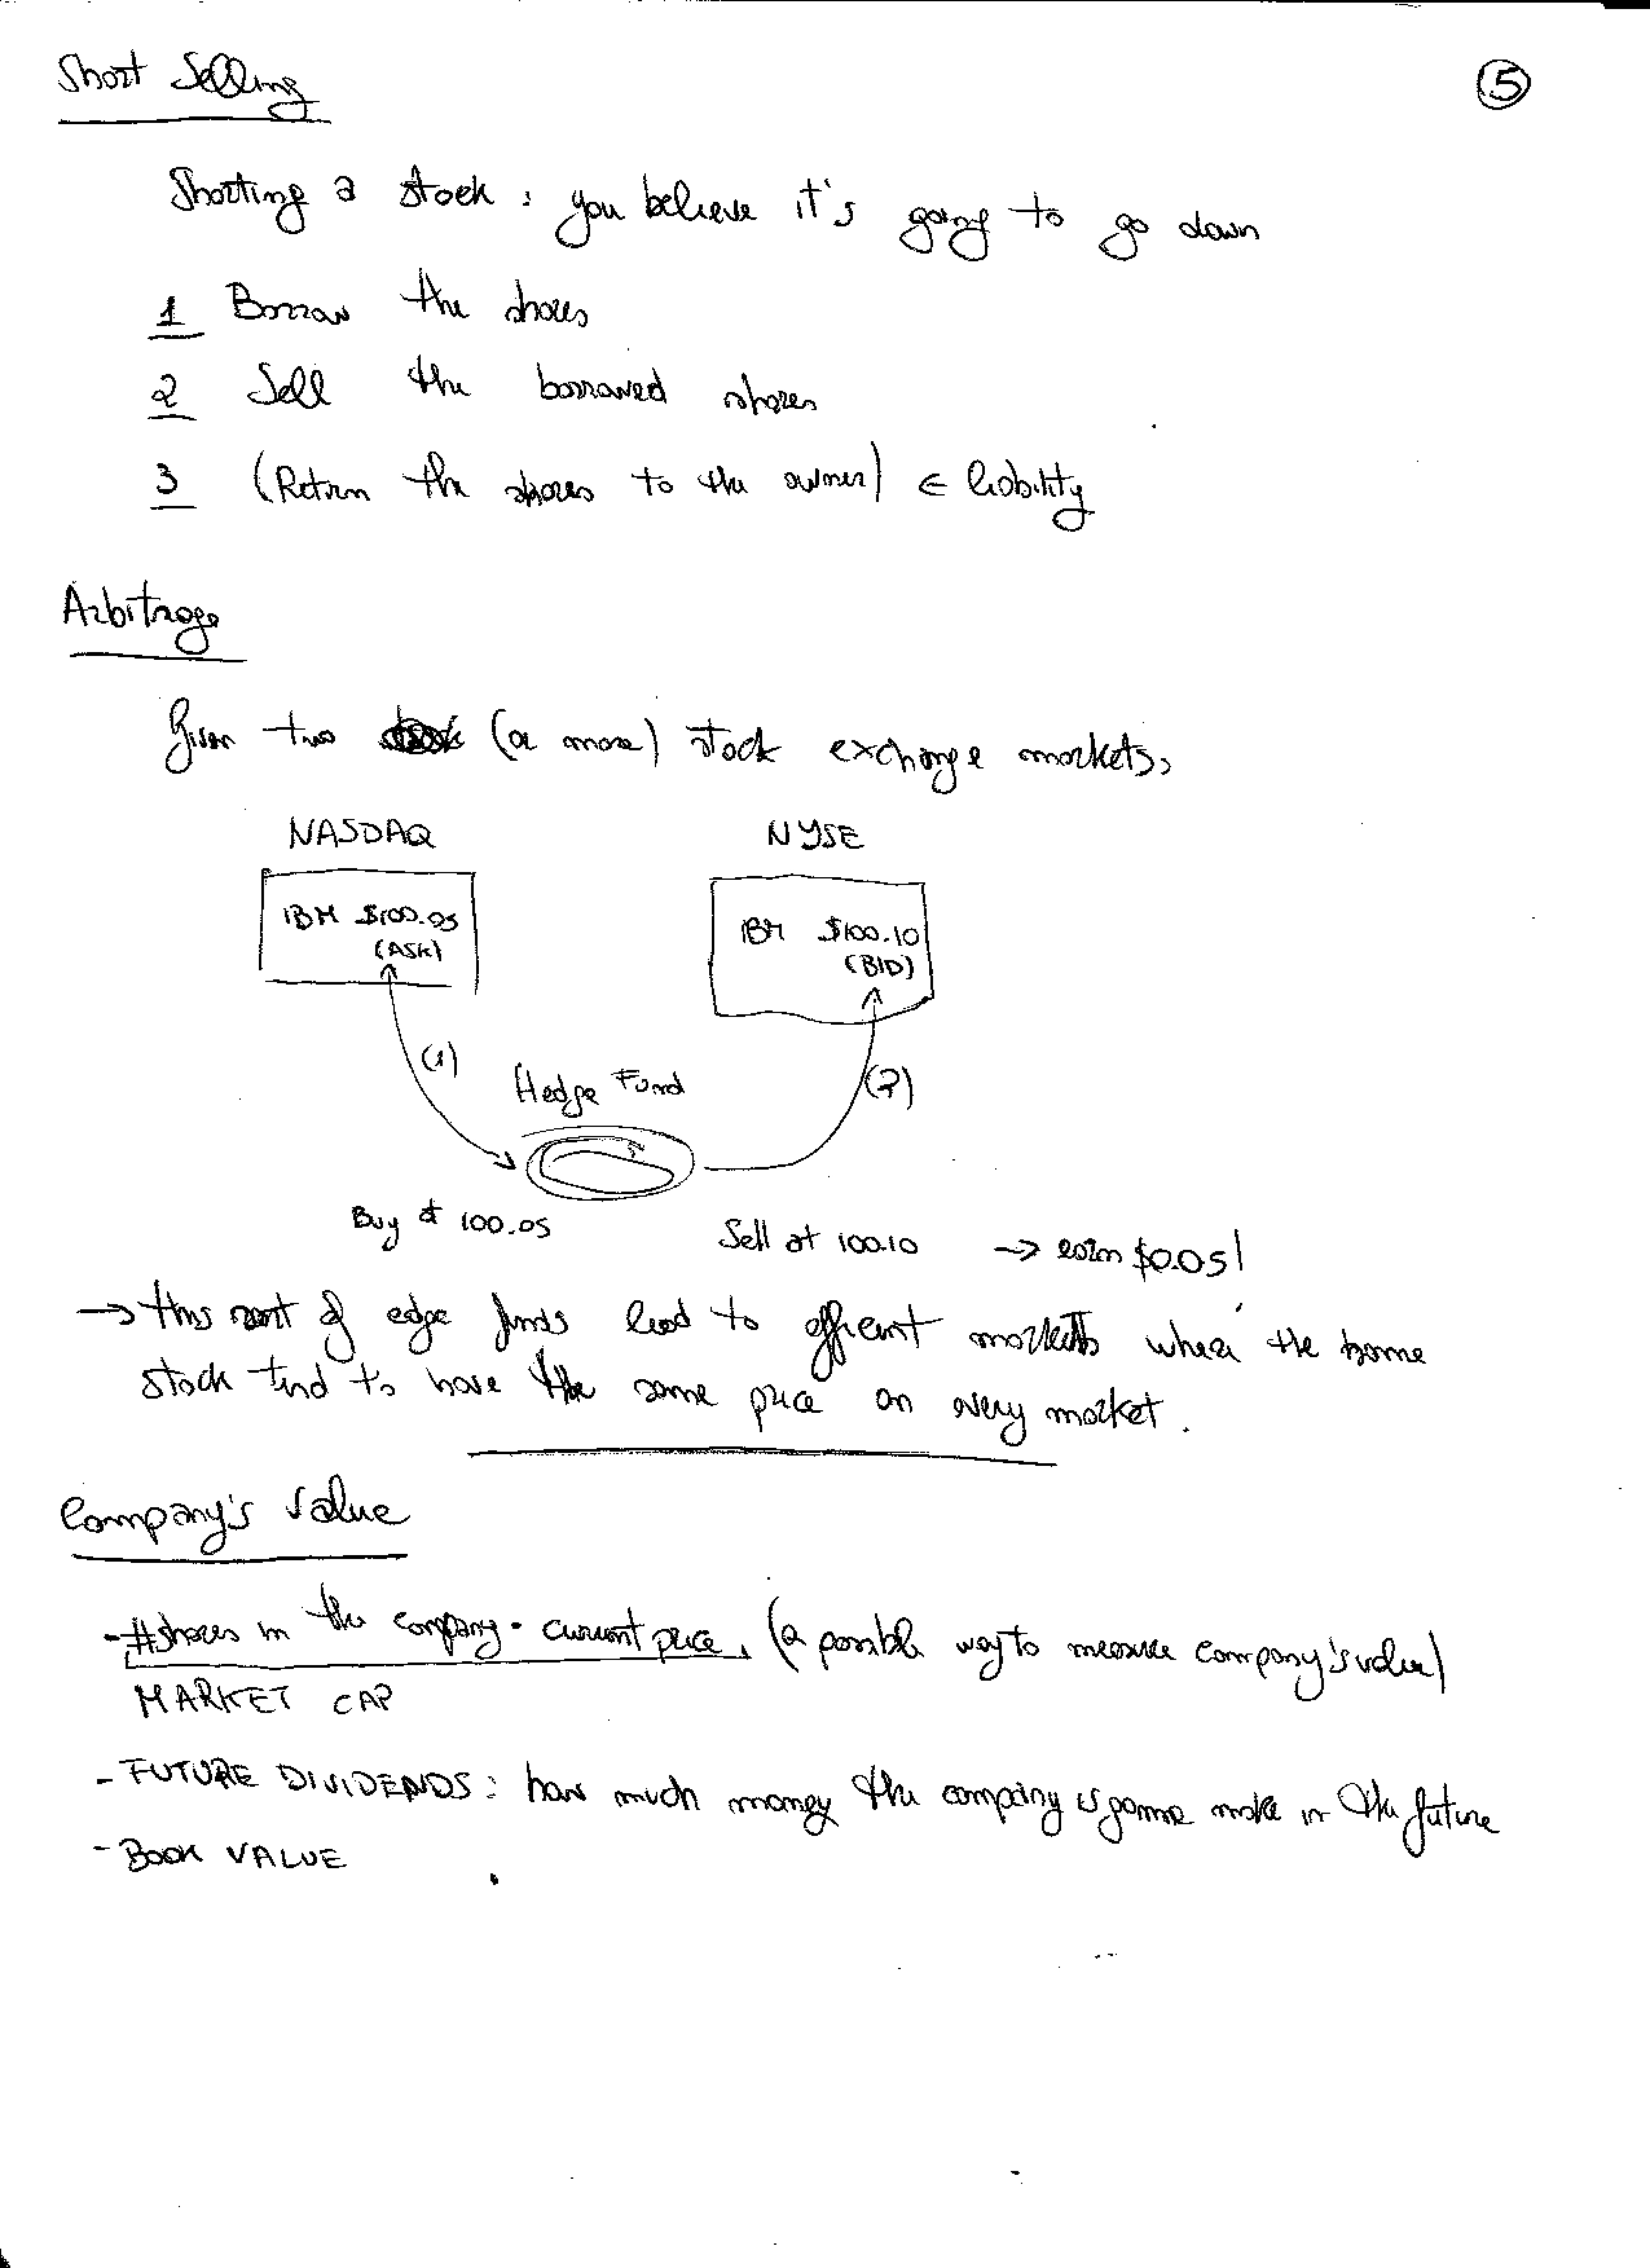 Short Selling
5
Shorting a stock : you believe it's going to go down
1 Borrow the shares
2 Sell the borrowed shares
3 (Return the shares to the owner) ∈ liability
Arbitrage
Given two (or more) stock exchange markets,
NASDAQ NYSE
IBM $100.05
(ASK)
IBM $100.10
(BID)
(1)
Hedge Fund
(2)
Buy at 100.05
Sell at 100.10 → earn $0.05!
→ this sort of edge funds lead to efficient markets where the same
stock tend to have the same price on every market.
Company's value
- #shares in the company · current price. (a possible way to measure company's value)
MARKET CAP
- FUTURE DIVIDENDS : how much money the company is gonna make in the future
- BOOK VALUE